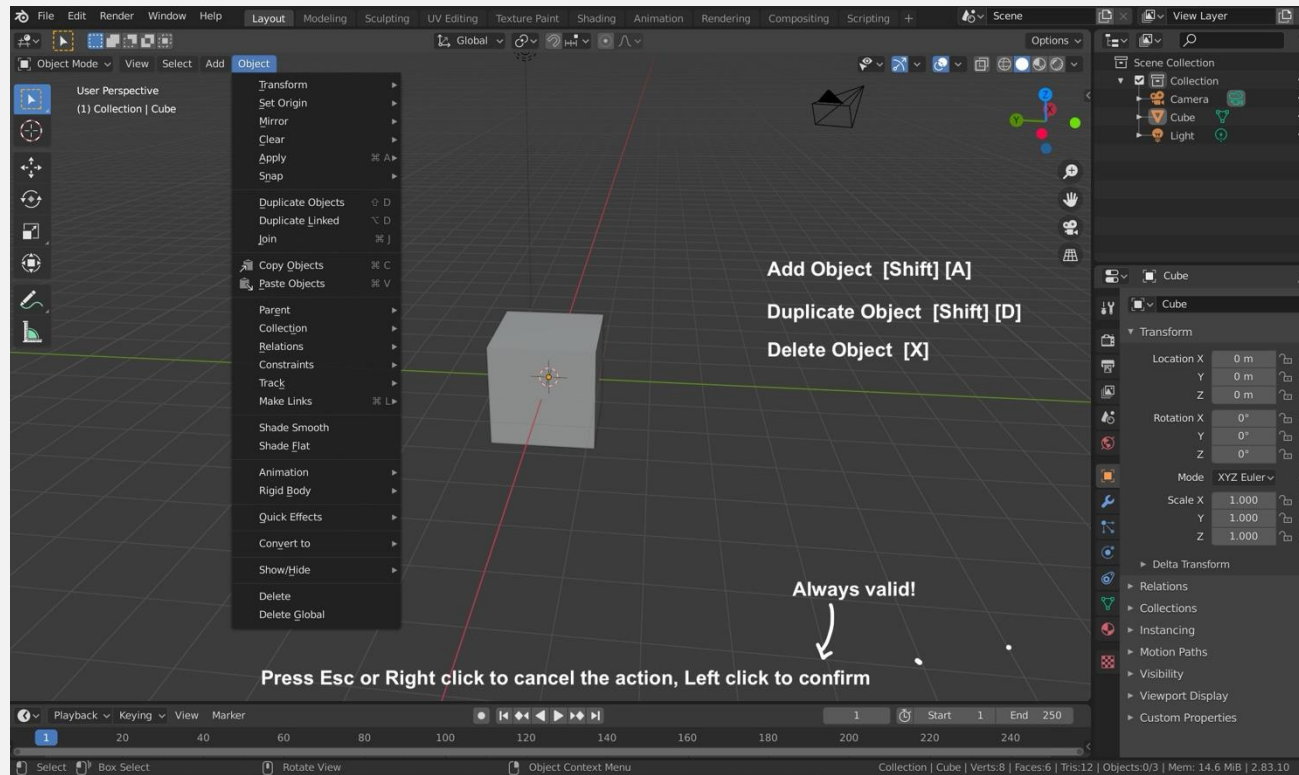 File Edit Render Window Help Layout Modeling Sculpting UV Editing Texture Paint Shading Animation Rendering Compositing Scripting + Scene View Layer
Global Options
Object Mode View Select Add Object
User Perspective
(1) Collection | Cube
Transform
Set Origin
Mirror
Clear
Apply ⌘ A
Snap
Duplicate Objects ⇧ D
Duplicate Linked ⌥ D
Join ⌘ J
Copy Objects ⌘ C
Paste Objects ⌘ V
Parent
Collection
Relations
Constraints
Track
Make Links ⌘ L
Shade Smooth
Shade Flat
Animation
Rigid Body
Quick Effects
Convert to
Show/Hide
Delete
Delete Global
Z
X
Y
Add Object [Shift] [A]
Duplicate Object [Shift] [D]
Delete Object [X]
Always valid!
Press Esc or Right click to cancel the action, Left click to confirm
Scene Collection
Collection
Camera
Cube
Light
Cube
Cube
Transform
Location X 0 m
Y 0 m
Z 0 m
Rotation X 0°
Y 0°
Z 0°
Mode XYZ Euler
Scale X 1.000
Y 1.000
Z 1.000
Delta Transform
Relations
Collections
Instancing
Motion Paths
Visibility
Viewport Display
Custom Properties
Playback Keying View Marker 1 Start 1 End 250
1 20 40 60 80 100 120 140 160 180 200 220 240
Select Box Select Rotate View Object Context Menu Collection | Cube | Verts:8 | Faces:6 | Tris:12 | Objects:0/3 | Mem: 14.6 MiB | 2.83.10